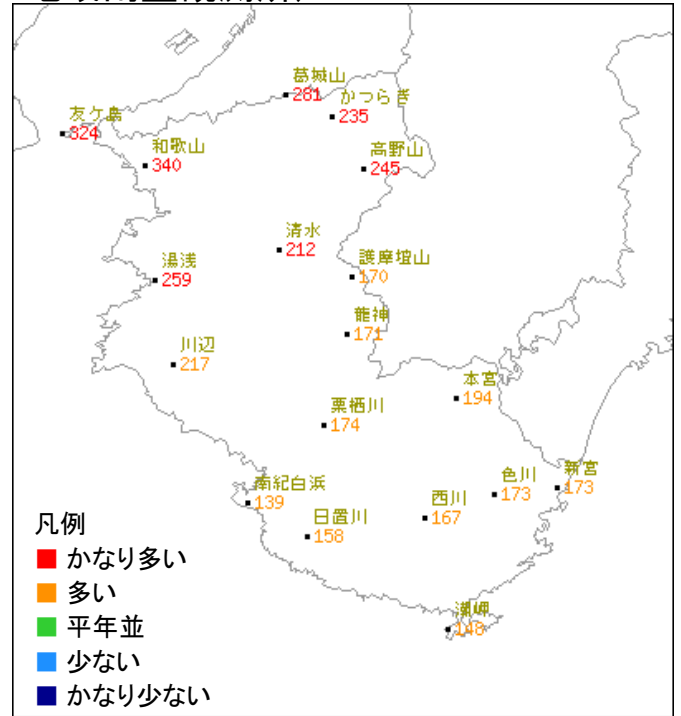 葛城山
281
かつらぎ
235
友ケ島
324
和歌山
340
高野山
245
清水
212
護摩壇山
170
湯浅
259
龍神
171
川辺
217
本宮
194
栗栖川
174
南紀白浜
139
色川
173
新宮
173
西川
167
日置川
158
潮岬
148
凡例
かなり多い
多い
平年並
少ない
かなり少ない